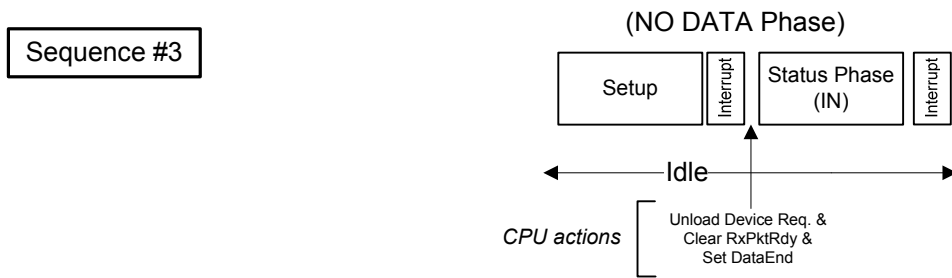 (NO DATA Phase)
Sequence #3
Setup
Interrupt
Status Phase
(IN)
Interrupt
Idle
CPU actions
Unload Device Req. &
Clear RxPktRdy &
Set DataEnd